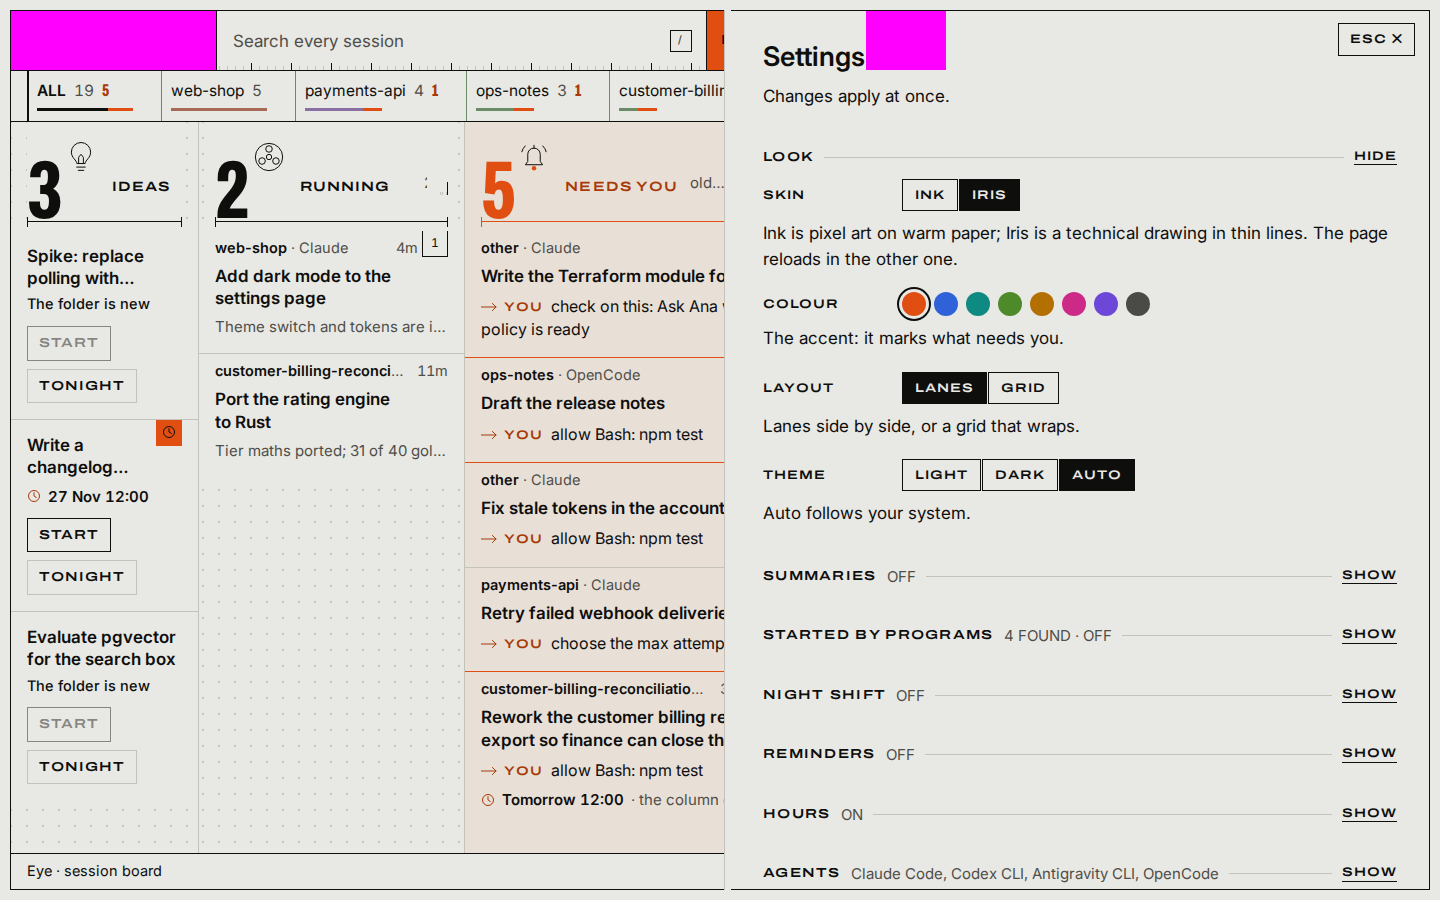 Search every session
/
ALL 19 5
web-shop 5
payments-api 4 1
ops-notes 3 1
3 IDEAS
Spike: replace
polling with...
The folder is new
START
TONIGHT
Write a
changelog...
27 Nov 12:00
START
TONIGHT
Evaluate pgvector
for the search box
The folder is new
START
TONIGHT
2 RUNNING
web-shop · Claude 4m 1
Add dark mode to the
settings page
Theme switch and tokens are i...
customer-billing-reconci... 11m
Port the rating engine
to Rust
Tier maths ported; 31 of 40 gol...
5 NEEDS YOU old...
other · Claude
Write the Terraform module
→ YOU check on this: Ask Ana
policy is ready
ops-notes · OpenCode
Draft the release notes
→ YOU allow Bash: npm test
other · Claude
Fix stale tokens in the account
→ YOU allow Bash: npm test
payments-api · Claude
Retry failed webhook
→ YOU choose the max
customer-billing-reconciliatio...
Rework the customer billing
export so finance can close
→ YOU allow Bash: npm test
Tomorrow 12:00 · the column
Eye · session board
Settings
ESC ✕
Changes apply at once.
LOOK HIDE
SKIN INK IRIS
Ink is pixel art on warm paper; Iris is a technical drawing in thin lines. The page
reloads in the other one.
COLOUR
The accent: it marks what needs you.
LAYOUT LANES GRID
Lanes side by side, or a grid that wraps.
THEME LIGHT DARK AUTO
Auto follows your system.
SUMMARIES OFF SHOW
STARTED BY PROGRAMS 4 FOUND · OFF SHOW
NIGHT SHIFT OFF SHOW
REMINDERS OFF SHOW
HOURS ON SHOW
AGENTS Claude Code, Codex CLI, Antigravity CLI, OpenCode SHOW